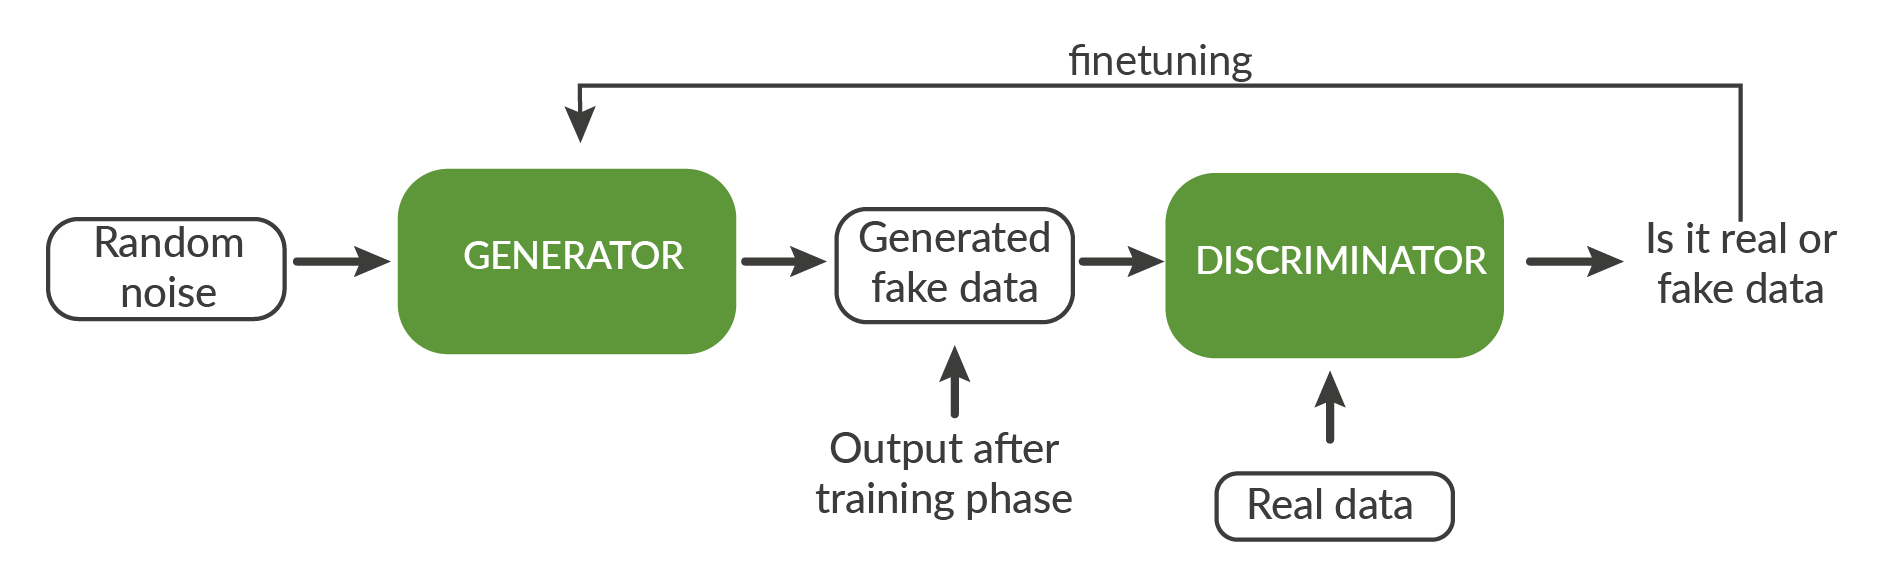 finetuning
Random
noise
GENERATOR
Generated
fake data
DISCRIMINATOR
Is it real or
fake data
Output after
training phase
Real data